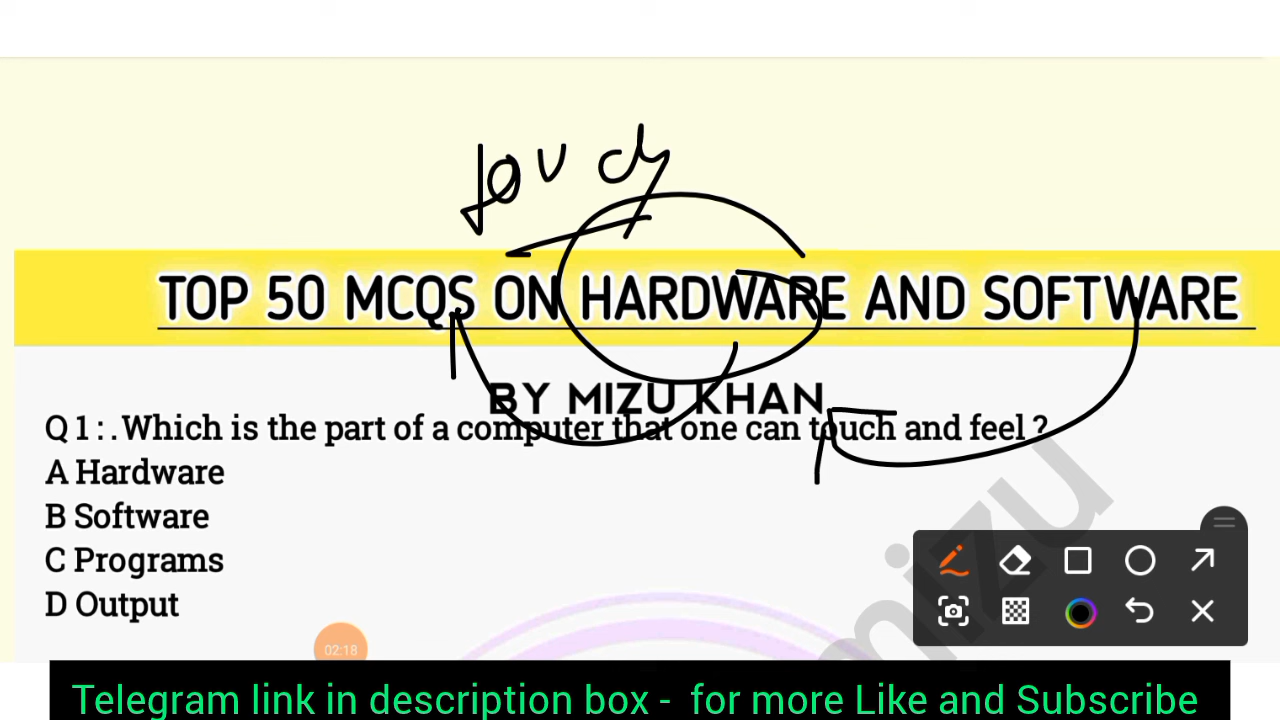 touch
TOP 50 MCQS ON HARDWARE AND SOFTWARE
BY MIZU KHAN
Q 1 : . Which is the part of a computer that one can touch and feel ?
A Hardware
B Software
C Programs
D Output
mizu
02:18
Telegram link in description box - for more Like and Subscribe